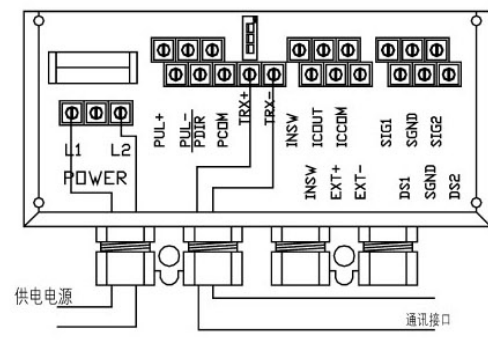 PUL+
PUL-
PDIR
PCOM
TRX+
TRX-
INSW
ICOUT
ICCOM
SIG1
SGND
SIG2
INSW
EXT+
EXT-
DS1
SGND
DS2
L1 L2
POWER
供电电源
通讯接口